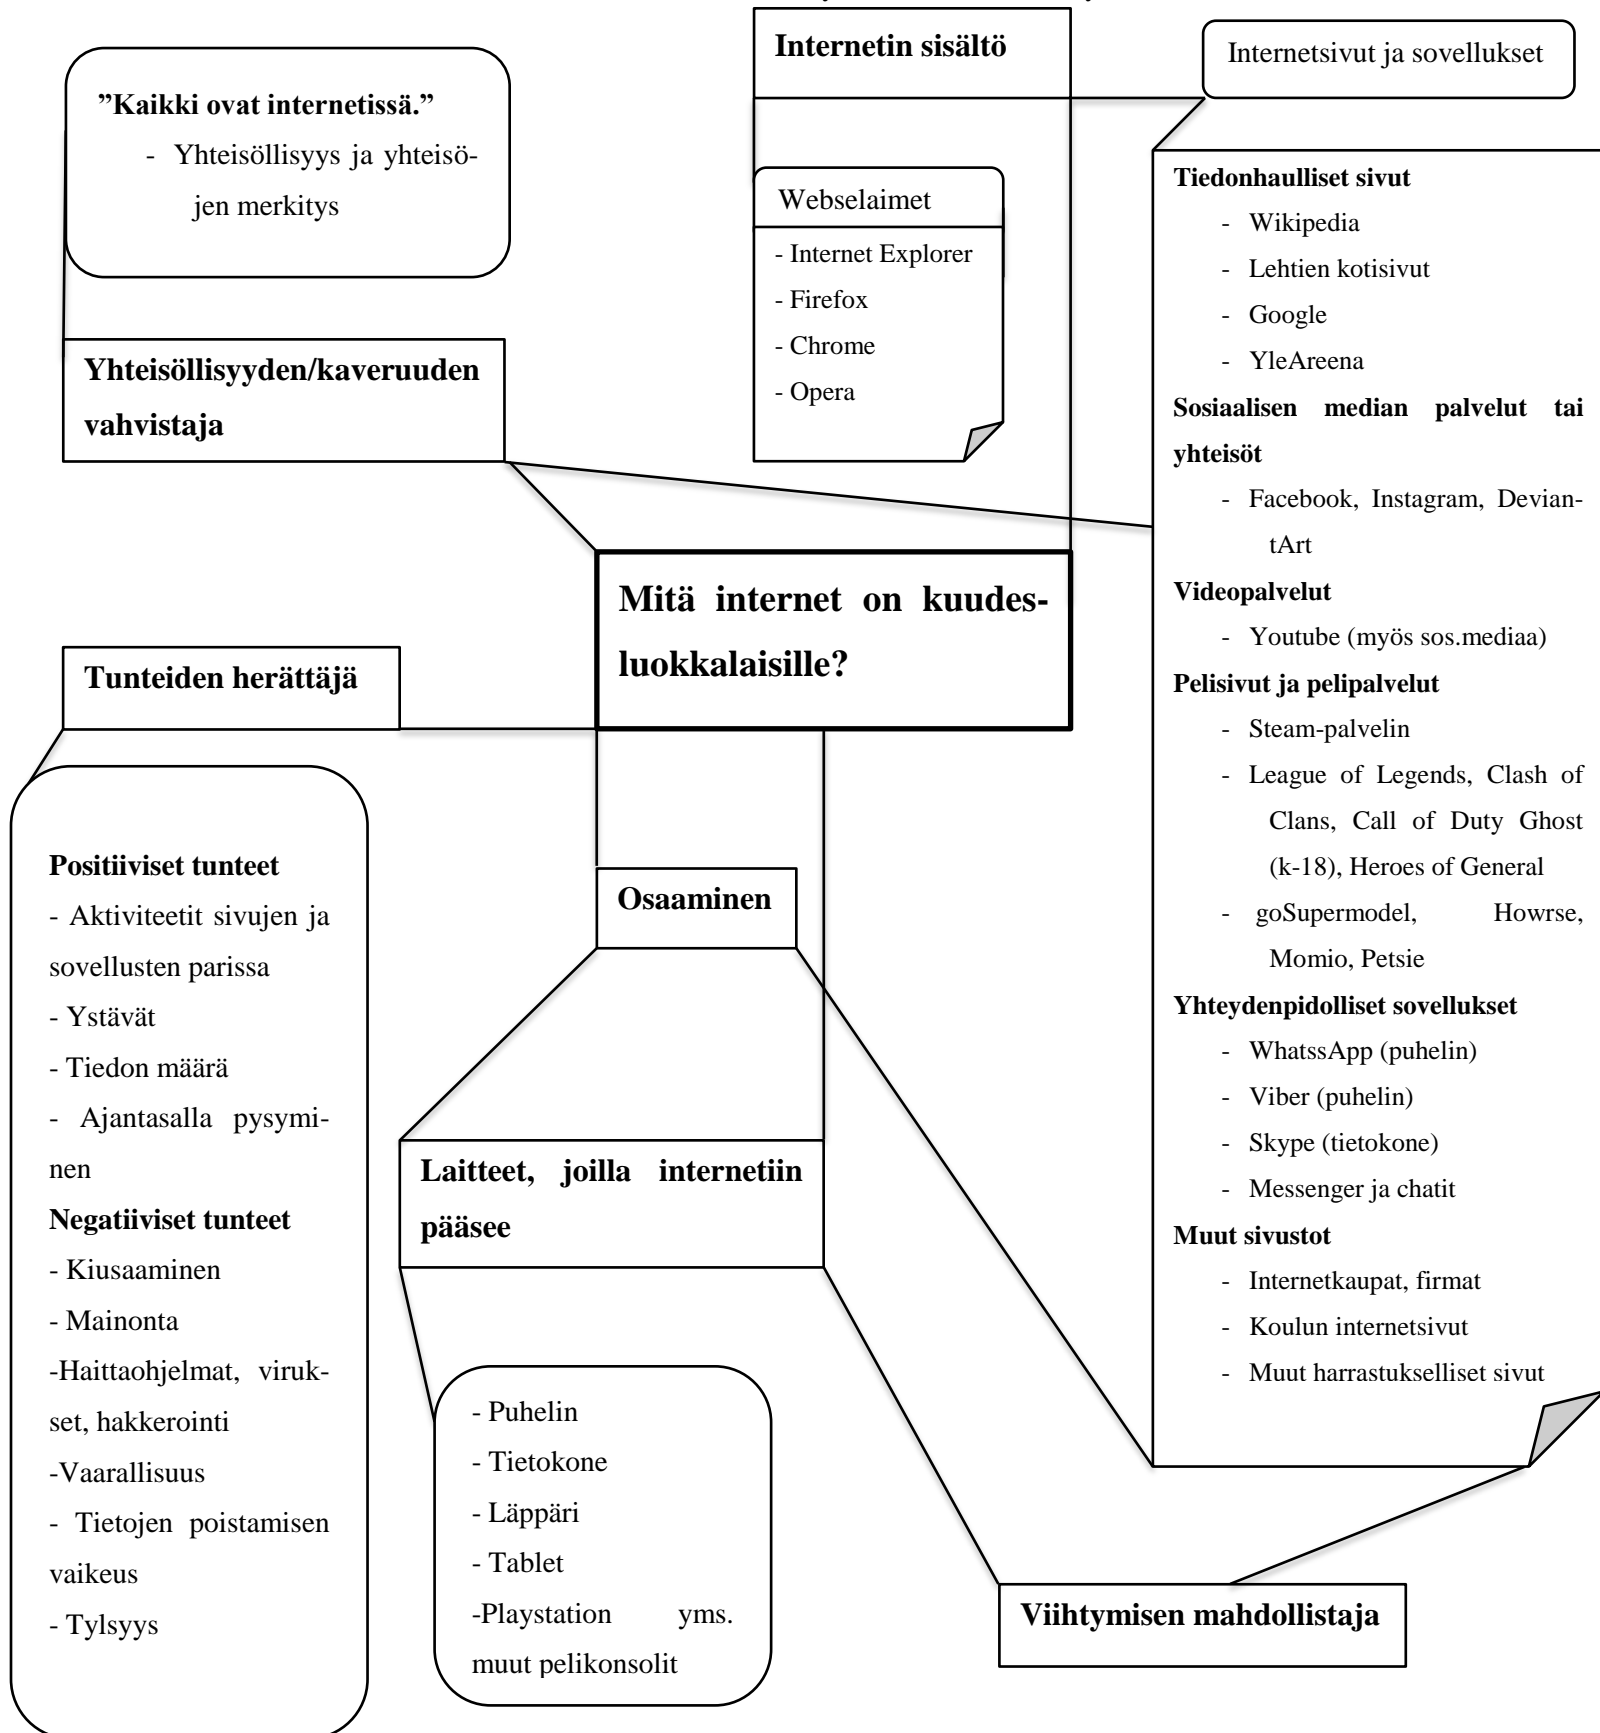 Internetin sisältö
Internetsivut ja sovellukset
”Kaikki ovat internetissä.”
- Yhteisöllisyys ja yhteisö-
jen merkitys
Webselaimet
- Internet Explorer
- Firefox
- Chrome
- Opera
Yhteisöllisyyden/kaveruuden
vahvistaja
Tiedonhaulliset sivut
- Wikipedia
- Lehtien kotisivut
- Google
- YleAreena
Sosiaalisen median palvelut tai
yhteisöt
- Facebook, Instagram, Devian-
tArt
Videopalvelut
- Youtube (myös sos.mediaa)
Pelisivut ja pelipalvelut
- Steam-palvelin
- League of Legends, Clash of
Clans, Call of Duty Ghost
(k-18), Heroes of General
- goSupermodel, Howrse,
Momio, Petsie
Yhteydenpidolliset sovellukset
- WhatssApp (puhelin)
- Viber (puhelin)
- Skype (tietokone)
- Messenger ja chatit
Muut sivustot
- Internetkaupat, firmat
- Koulun internetsivut
- Muut harrastukselliset sivut
Mitä internet on kuudes-
luokkalaisille?
Tunteiden herättäjä
Positiiviset tunteet
- Aktiviteetit sivujen ja
sovellusten parissa
- Ystävät
- Tiedon määrä
- Ajantasalla pysymi-
nen
Negatiiviset tunteet
- Kiusaaminen
- Mainonta
-Haittaohjelmat, viruk-
set, hakkerointi
-Vaarallisuus
- Tietojen poistamisen
vaikeus
- Tylsyys
Osaaminen
Laitteet, joilla internetiin
pääsee
- Puhelin
- Tietokone
- Läppäri
- Tablet
-Playstation yms.
muut pelikonsolit
Viihtymisen mahdollistaja